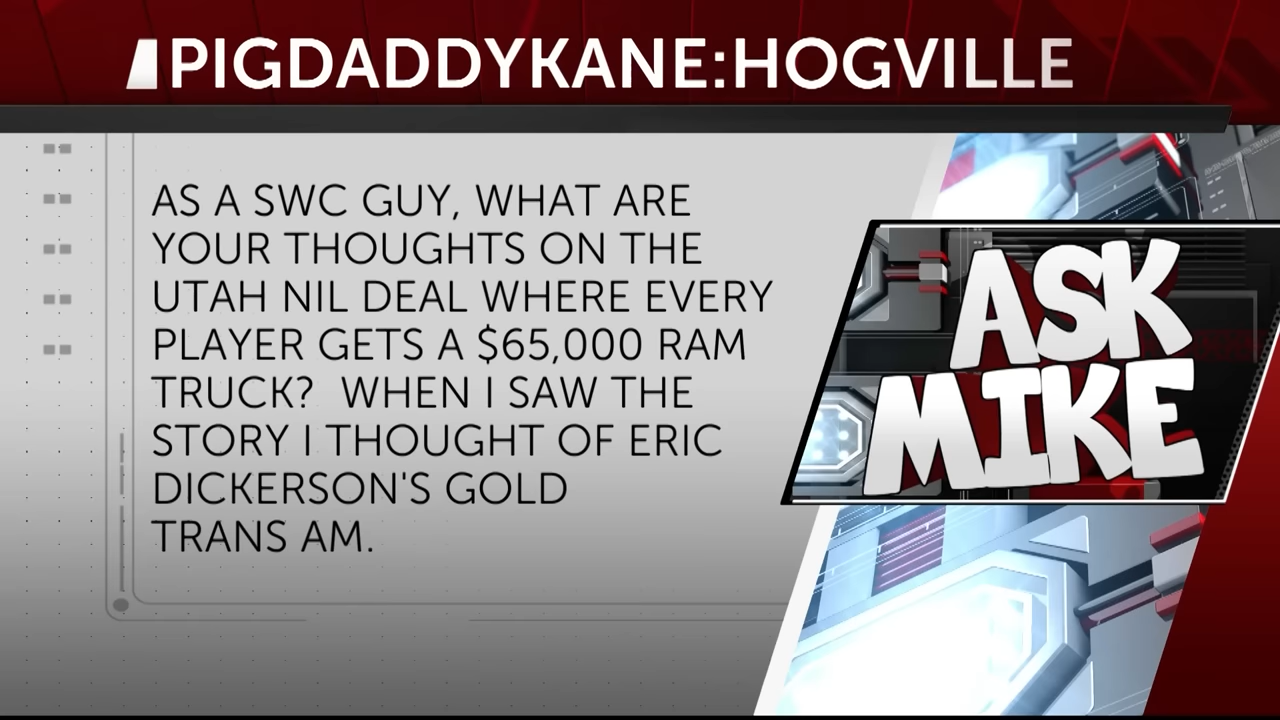 PIGDADDYKANE:HOGVILLE
AS A SWC GUY, WHAT ARE
YOUR THOUGHTS ON THE
UTAH NIL DEAL WHERE EVERY
PLAYER GETS A $65,000 RAM
TRUCK?  WHEN I SAW THE
STORY I THOUGHT OF ERIC
DICKERSON'S GOLD
TRANS AM.
ASK
MIKE